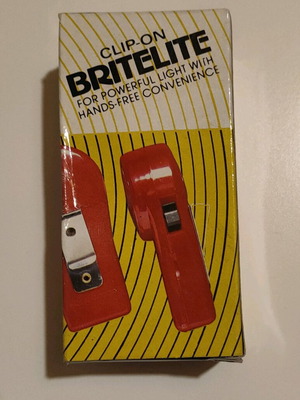 CLIP-ON
BRITELITE
FOR POWERFUL LIGHT WITH
HANDS-FREE CONVENIENCE